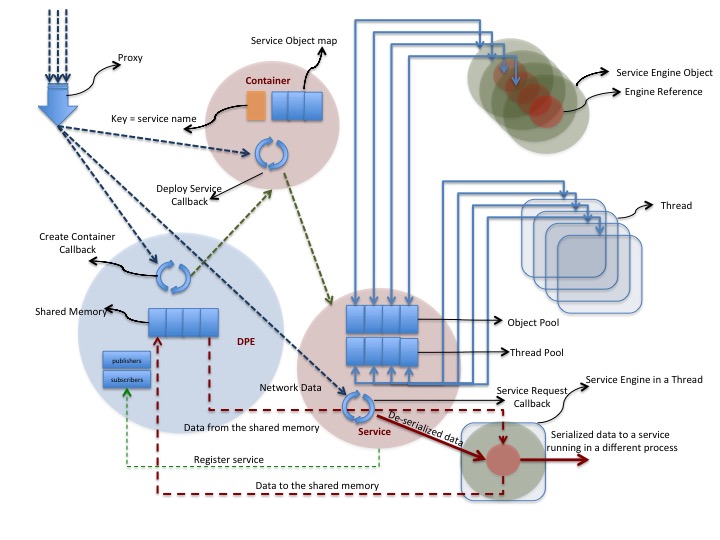 Service Object map
Proxy
Container
Service Engine Object
Engine Reference
Key = service name
Deploy Service
Callback
Thread
Create Container
Callback
Shared Memory
DPE
Object Pool
publishers
Thread Pool
subscribers
Network Data
Service Request
Callback
Service Engine in a Thread
De-serialized data
Data from the shared memory
Service
Serialized data to a service
running in a different process
Register service
Data to the shared memory